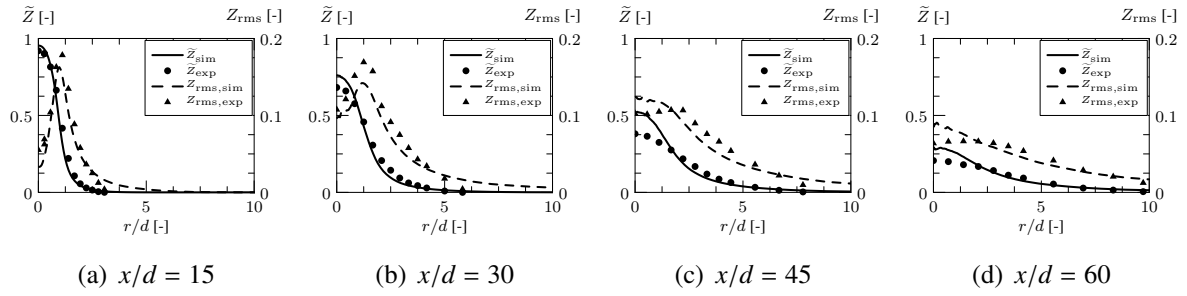 Z̃ [-] Z_rms [-]
1 0.2
0.5 0.1
0 0
0 5 10
r/d [-]
Z̃_sim
Z̃_exp
Z_rms,sim
Z_rms,exp
(a) x/d = 15
Z̃ [-] Z_rms [-]
1 0.2
0.5 0.1
0 0
0 5 10
r/d [-]
Z̃_sim
Z̃_exp
Z_rms,sim
Z_rms,exp
(b) x/d = 30
Z̃ [-] Z_rms [-]
1 0.2
0.5 0.1
0 0
0 5 10
r/d [-]
Z̃_sim
Z̃_exp
Z_rms,sim
Z_rms,exp
(c) x/d = 45
Z̃ [-] Z_rms [-]
1 0.2
0.5 0.1
0 0
0 5 10
r/d [-]
Z̃_sim
Z̃_exp
Z_rms,sim
Z_rms,exp
(d) x/d = 60